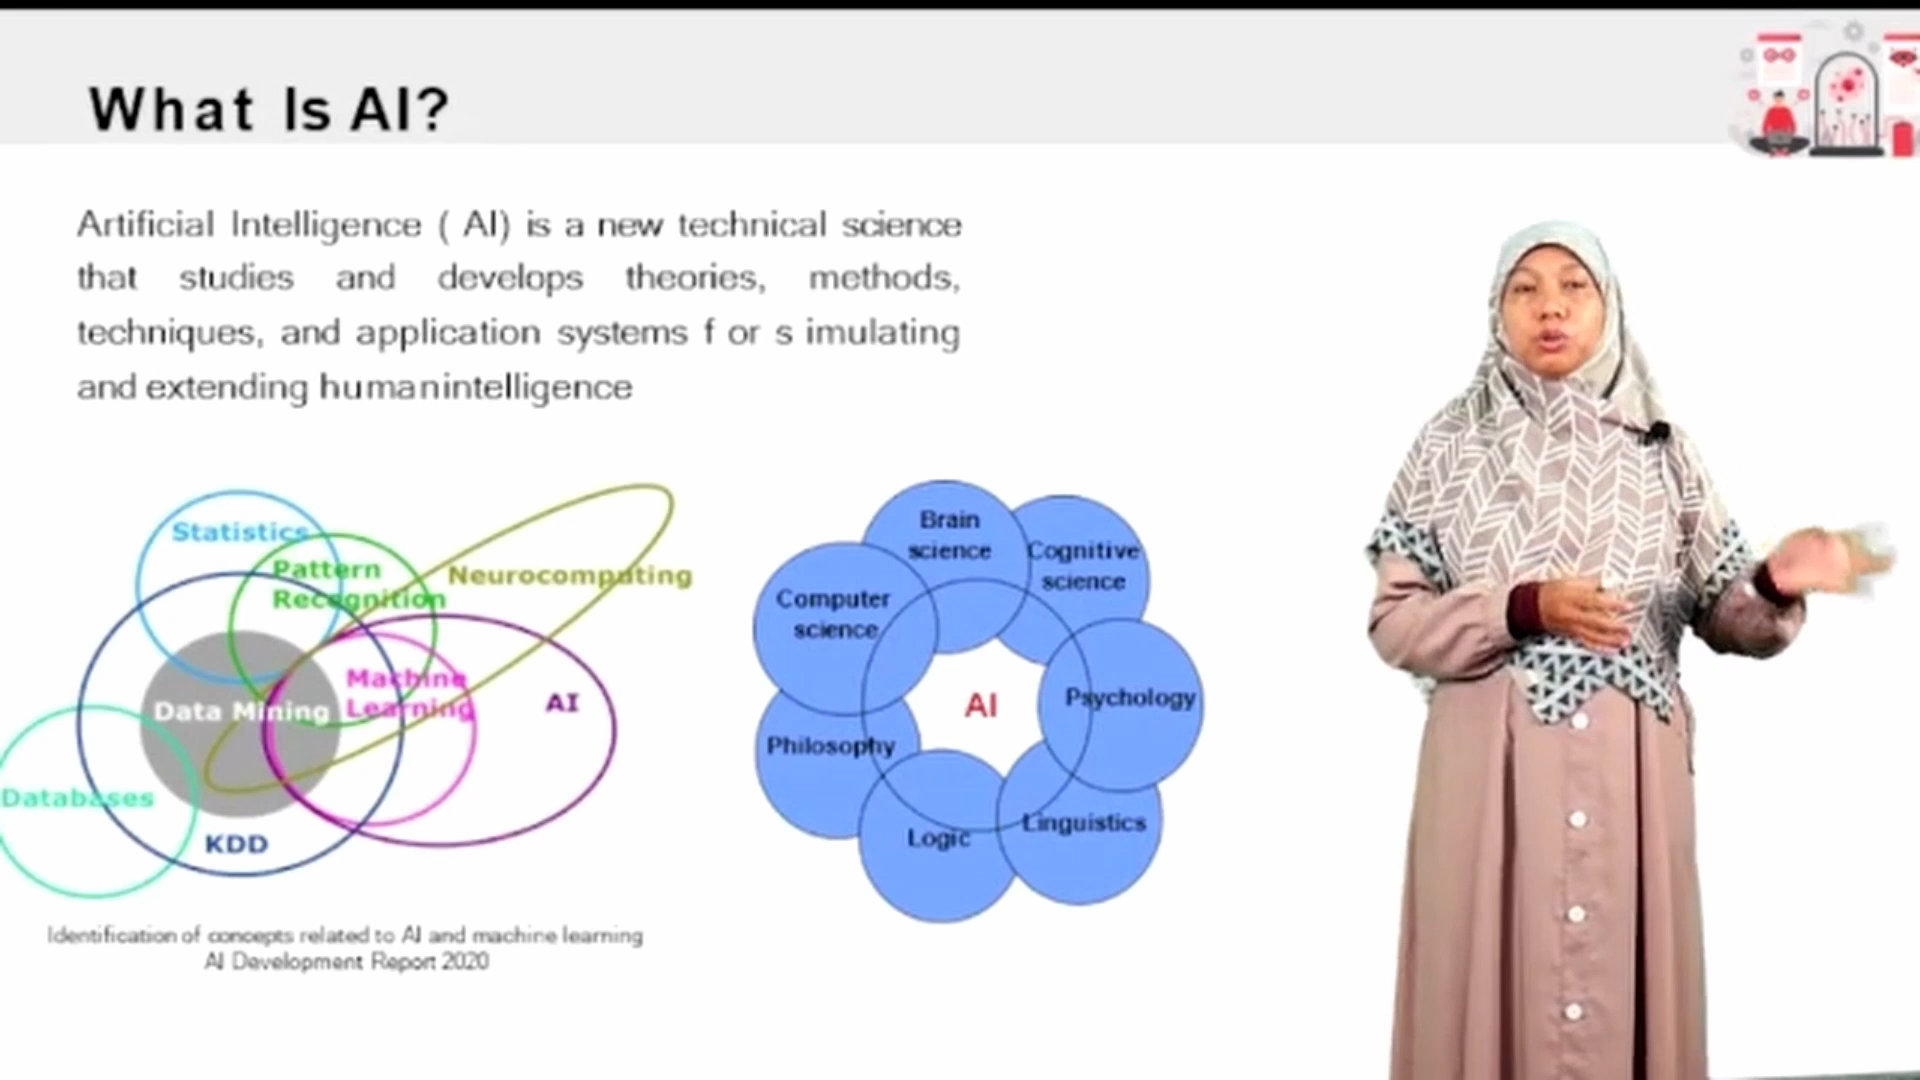 What Is AI?
Artificial Intelligence ( AI) is a new technical science
that studies and develops theories, methods,
techniques, and application systems f or s imulating
and extending humanintelligence
Statistics
Pattern
Recognition
Neurocomputing
Machine
Learning
AI
Data Mining
Databases
KDD
Identification of concepts related to AI and machine learning
AI Development Report 2020
Brain
science
Cognitive
science
Computer
science
Psychology
AI
Philosophy
Linguistics
Logic